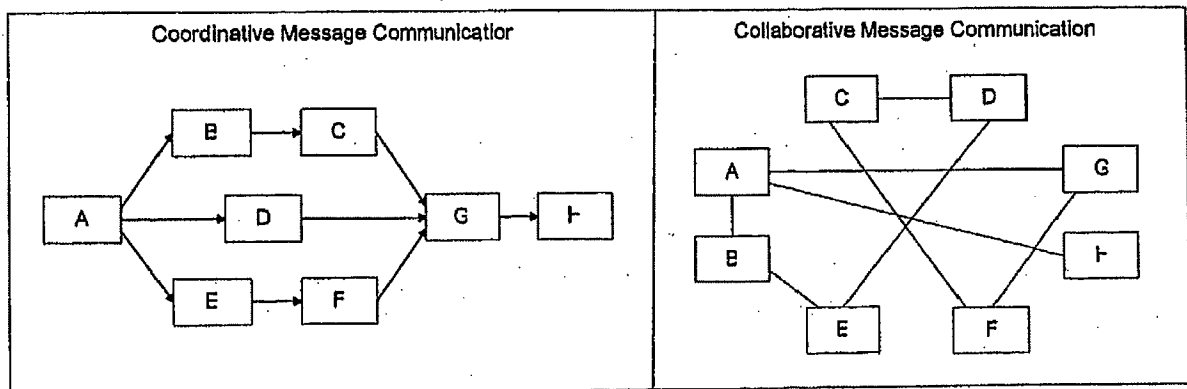 Coordinative Message Communicatior
Collaborative Message Communication
B
C
A
D
G
E
F
C
D
A
G
B
E
F